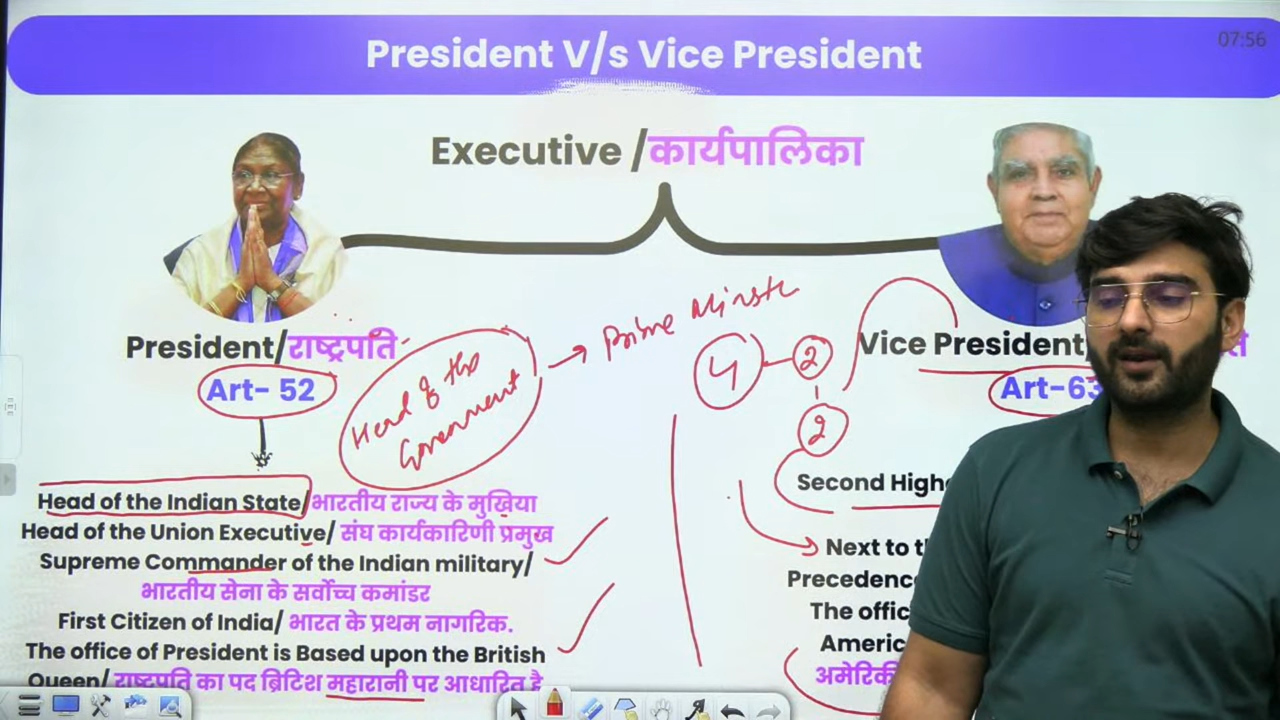 President V/s Vice President
07:56
Executive /कार्यपालिका
President/राष्ट्रपति
Art- 52
Head of the Government
Prime Minister
4
2
2
Vice President/
Art-63
Head of the Indian State/भारतीय राज्य के मुखिया
Head of the Union Executive/ संघ कार्यकारिणी प्रमुख
Supreme Commander of the Indian military/
भारतीय सेना के सर्वोच्च कमांडर
First Citizen of India/ भारत के प्रथम नागरिक.
The office of President is Based upon the British
Queen/ राष्ट्रपति का पद ब्रिटिश महारानी पर आधारित है
Second High
Next to
Precedenc
The offic
Americ
अमेरिकी